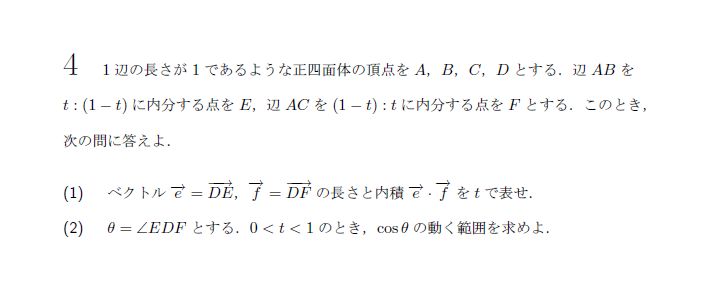 4 1 辺の長さが 1 であるような正四面体の頂点を A, B, C, D とする. 辺 AB を
t : (1 − t) に内分する点を E, 辺 AC を (1 − t) : t に内分する点を F とする. このとき,
次の問に答えよ.
(1) ベクトル \overrightarrow{e} = \overrightarrow{DE}, \overrightarrow{f} = \overrightarrow{DF} の長さと内積 \overrightarrow{e} · \overrightarrow{f} を t で表せ.
(2) θ = ∠EDF とする. 0 < t < 1 のとき, cos θ の動く範囲を求めよ.